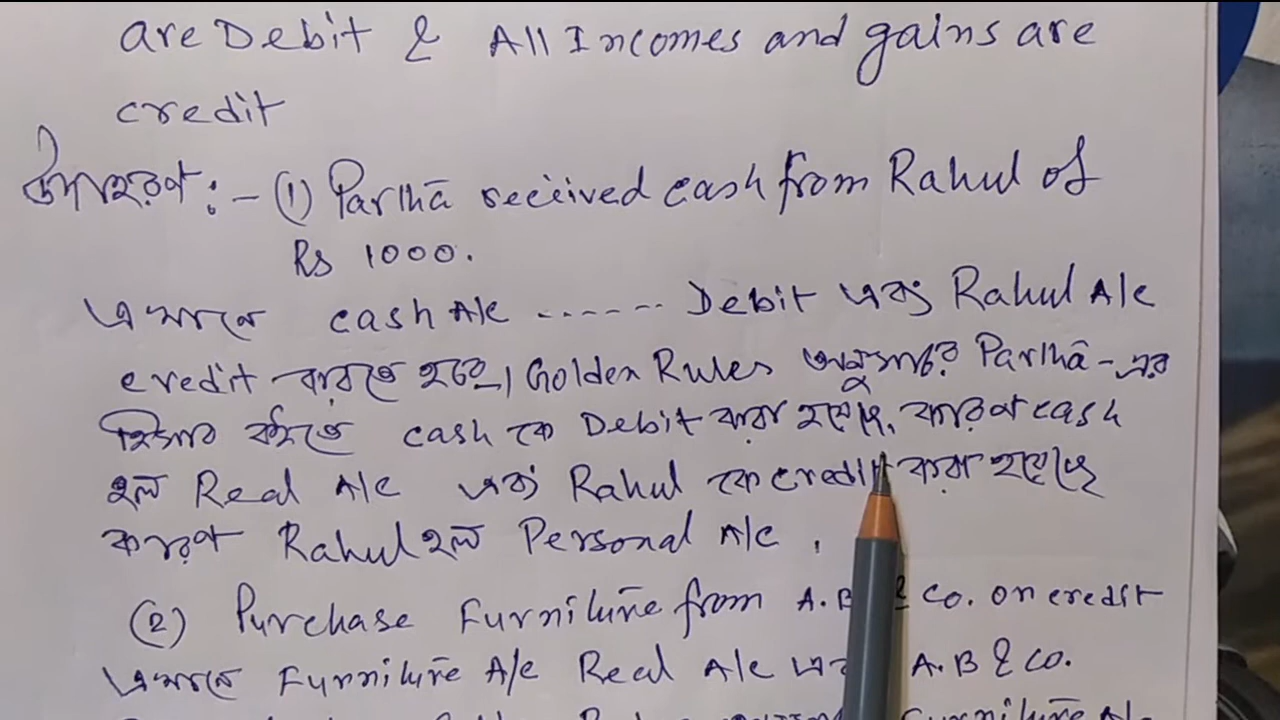 are Debit & All Incomes and gains are
credit
উদাহরণ :- (1) Partha received cash from Rahul of
Rs 1000.
এখানে cash A/c ...... Debit এবং Rahul A/c
credit করতে হবে। Golden Rules অনুসারে Partha-এর
হিসাব বইতে cash কে Debit করা হয়েছে, কারণ cash
হল Real A/c এবং Rahul কে credit করা হয়েছে
কারণ Rahul হল Personal A/c.
(2) Purchase Furniture from A.B & Co. on credit
এখানে Furniture A/c Real A/c A.B & Co.
Furniture A/c